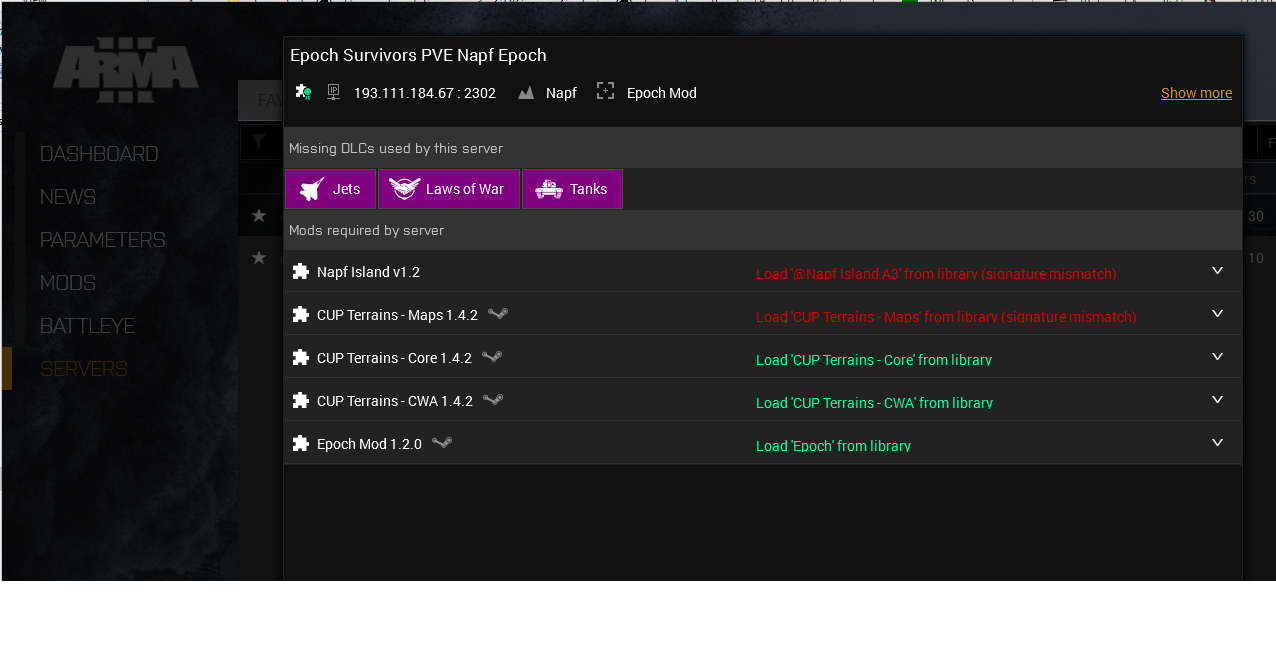 Epoch Survivors PVE Napf Epoch
ARMA
IP 193.111.184.67 : 2302 Napf Epoch Mod Show more
FAV
Missing DLCs used by this server
DASHBOARD
Jets Laws of War Tanks
NEWS
30
Mods required by server
PARAMETERS
10
Napf Island v1.2 Load '@Napf Island A3' from library (signature mismatch)
MODS
CUP Terrains - Maps 1.4.2 Load 'CUP Terrains - Maps' from library (signature mismatch)
BATTLEYE
CUP Terrains - Core 1.4.2 Load 'CUP Terrains - Core' from library
SERVERS
CUP Terrains - CWA 1.4.2 Load 'CUP Terrains - CWA' from library
Epoch Mod 1.2.0 Load 'Epoch' from library